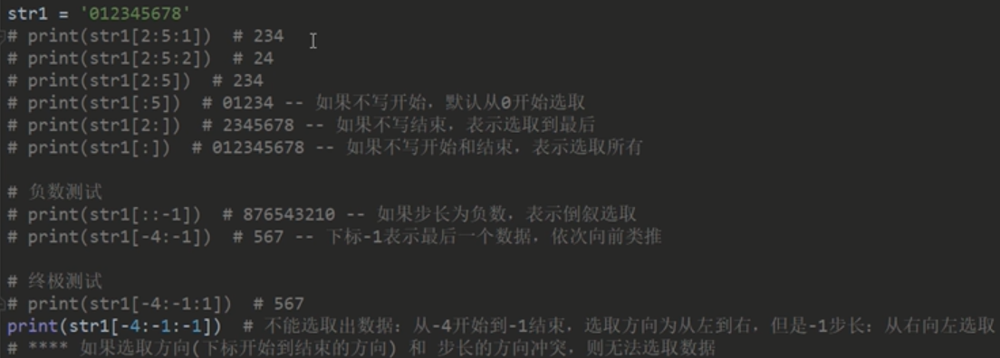 str1 = '012345678'
# print(str1[2:5:1])  # 234
# print(str1[2:5:2])  # 24
# print(str1[2:5])  # 234
# print(str1[:5])  # 01234 -- 如果不写开始，默认从0开始选取
# print(str1[2:])  # 2345678 -- 如果不写结束，表示选取到最后
# print(str1[:])  # 012345678 -- 如果不写开始和结束，表示选取所有
# 负数测试
# print(str1[::-1])  # 876543210 -- 如果步长为负数，表示倒叙选取
# print(str1[-4:-1])  # 567 -- 下标-1表示最后一个数据，依次向前类推
# 终极测试
# print(str1[-4:-1:1])  # 567
print(str1[-4:-1:-1])  # 不能选取出数据：从-4开始到-1结束，选取方向为从左到右，但是-1步长：从右向左选取
# **** 如果选取方向(下标开始到结束的方向) 和 步长的方向冲突，则无法选取数据